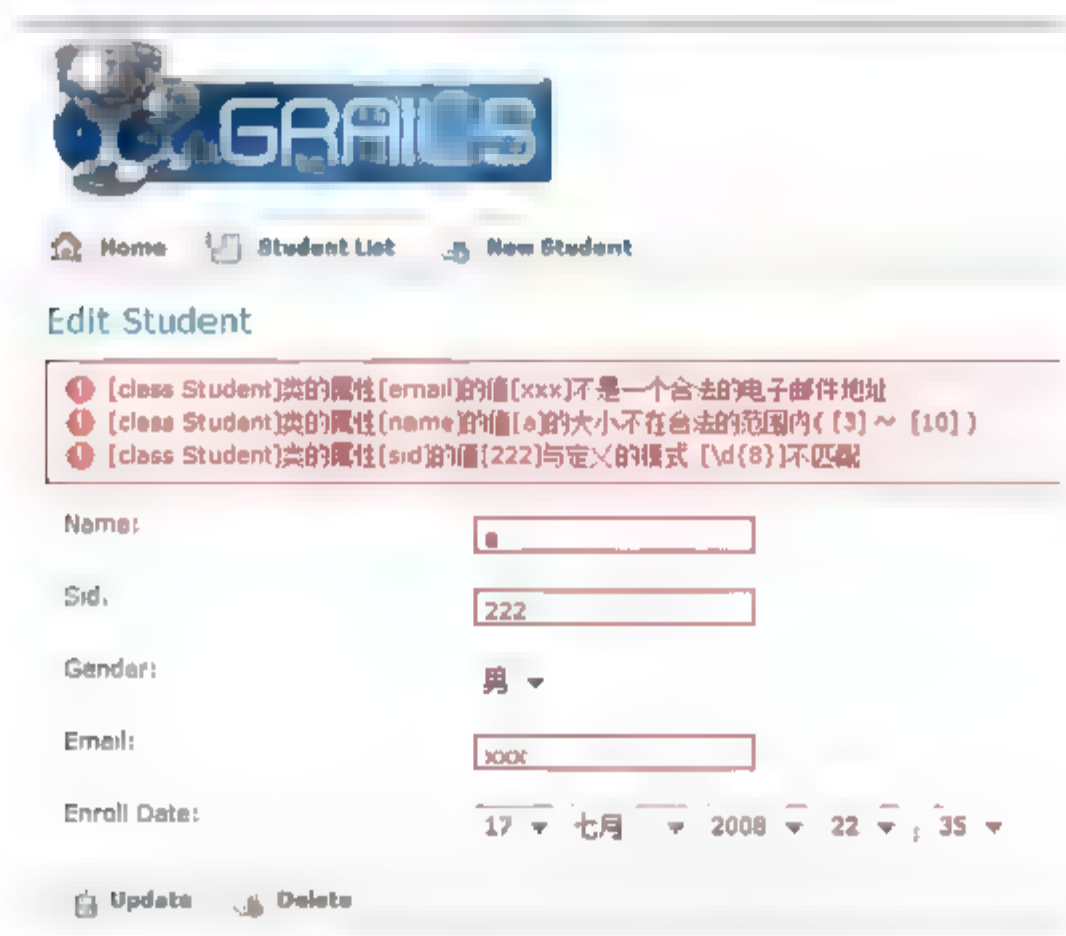 GRAILS
Home Student List New Student
Edit Student
[class Student]类的属性[email]的值[xxx]不是一个合法的电子邮件地址
[class Student]类的属性[name]的值[a]的大小不在合法的范围内( [3] ~ [10] )
[class Student]类的属性[sid]的值[222]与定义的模式 [\d{8}]不匹配
Name:
a
Sid:
222
Gender:
男
Email:
xxx
Enroll Date:
17 七月 2008 22 : 35
Update Delete